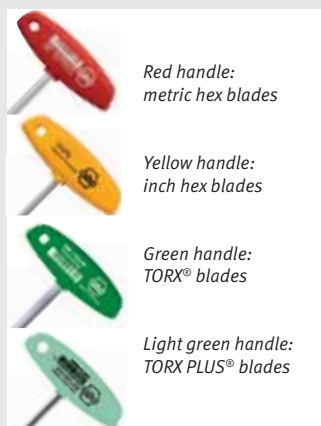 Red handle:
metric hex blades
Yellow handle:
inch hex blades
Green handle:
TORX® blades
Light green handle:
TORX PLUS® blades